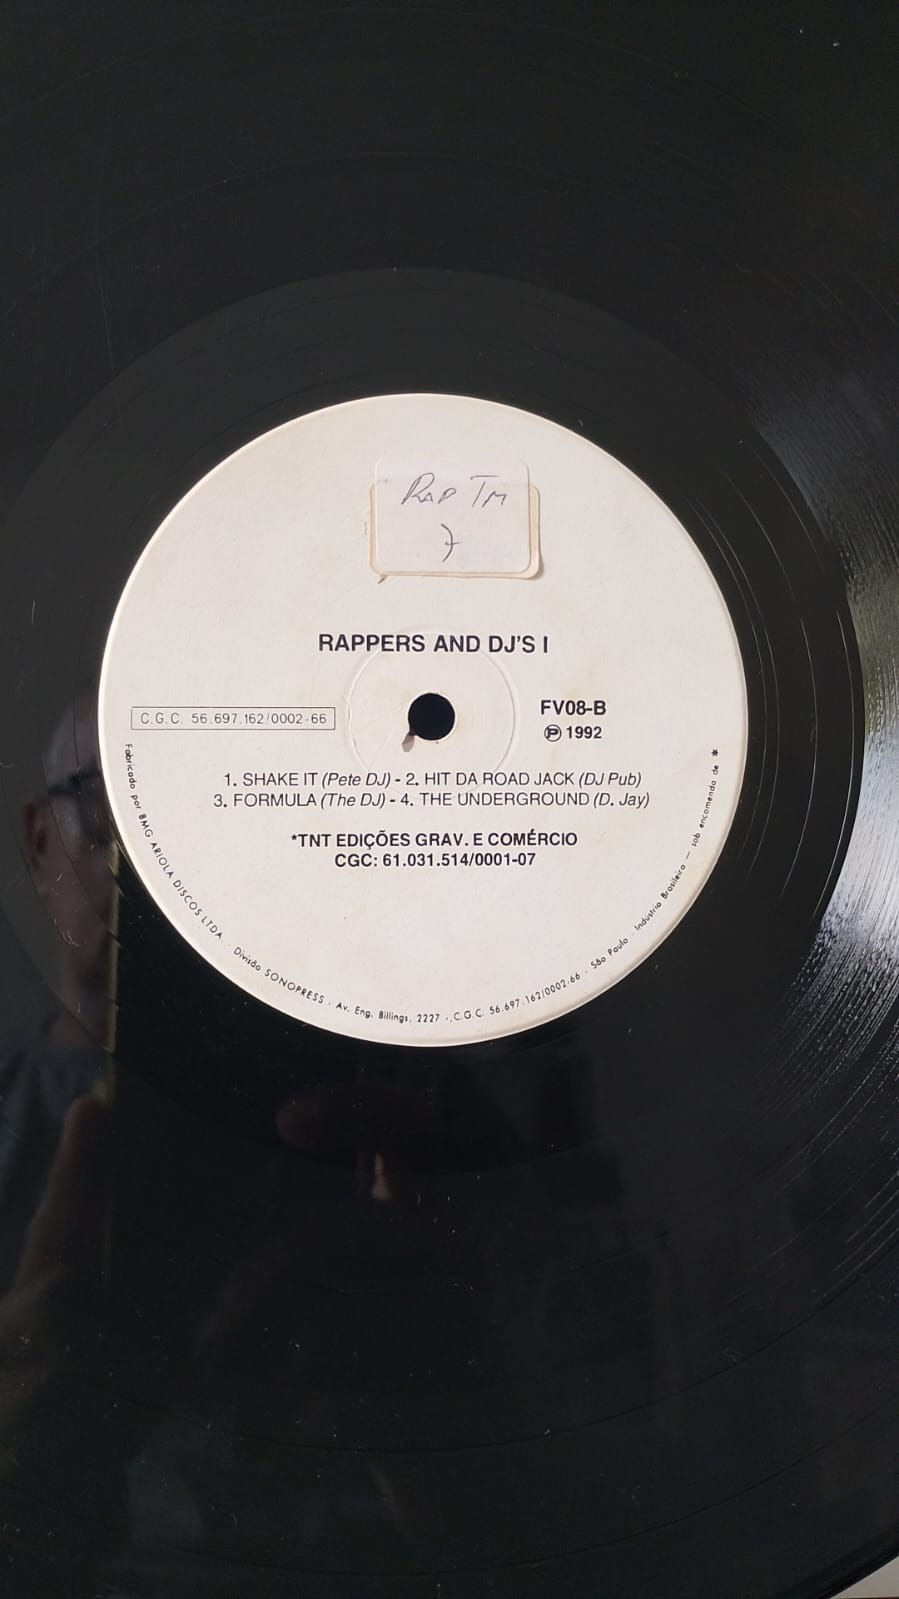 RAP TM
7
RAPPERS AND DJ'S I
C.G.C. 56.697.162/0002-66
FV08-B
Ⓟ 1992
1. SHAKE IT (Pete DJ) - 2. HIT DA ROAD JACK (DJ Pub)
3. FORMULA (The DJ) - 4. THE UNDERGROUND (D. Jay)
*TNT EDIÇÕES GRAV. E COMÉRCIO
CGC: 61.031.514/0001-07
Fabricado por BMG ARIOLA DISCOS LTDA. - Divisão SONOPRESS - Av. Eng. Billings, 2227 - C.G.C. 56.697.162/0002-66 - São Paulo - Industria Brasileira — sob encomenda de *